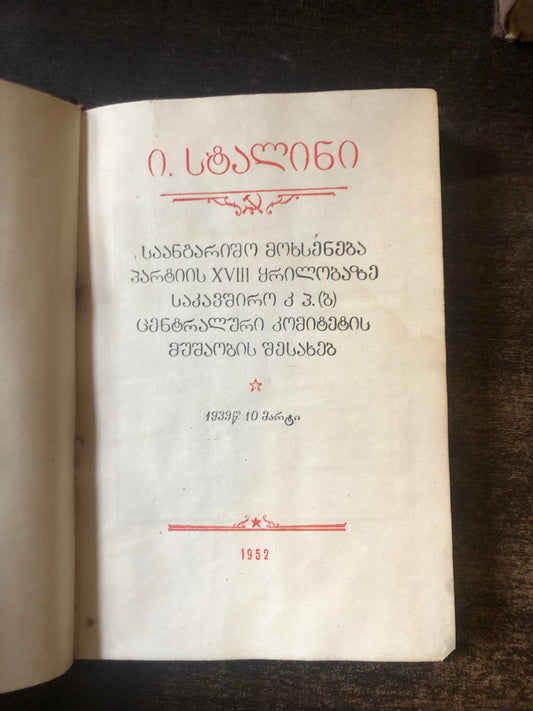 ი. სტალინი
საანგარიშო მოხსენება
პარტიის XVIII ყრილობაზე
საკავშირო კ. პ. (ბ)
ცენტრალური კომიტეტის
მუშაობის შესახებ
1939წ. 10 მარტი
1952